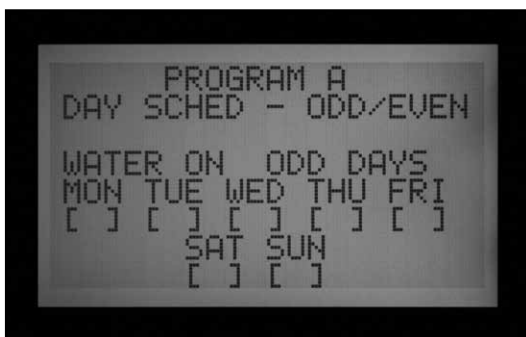 PROGRAM A
DAY SCHED - ODD/EVEN
WATER ON ODD DAYS
MON TUE WED THU FRI
[ ] [ ] [ ] [ ] [ ]
SAT SUN
[ ] [ ]